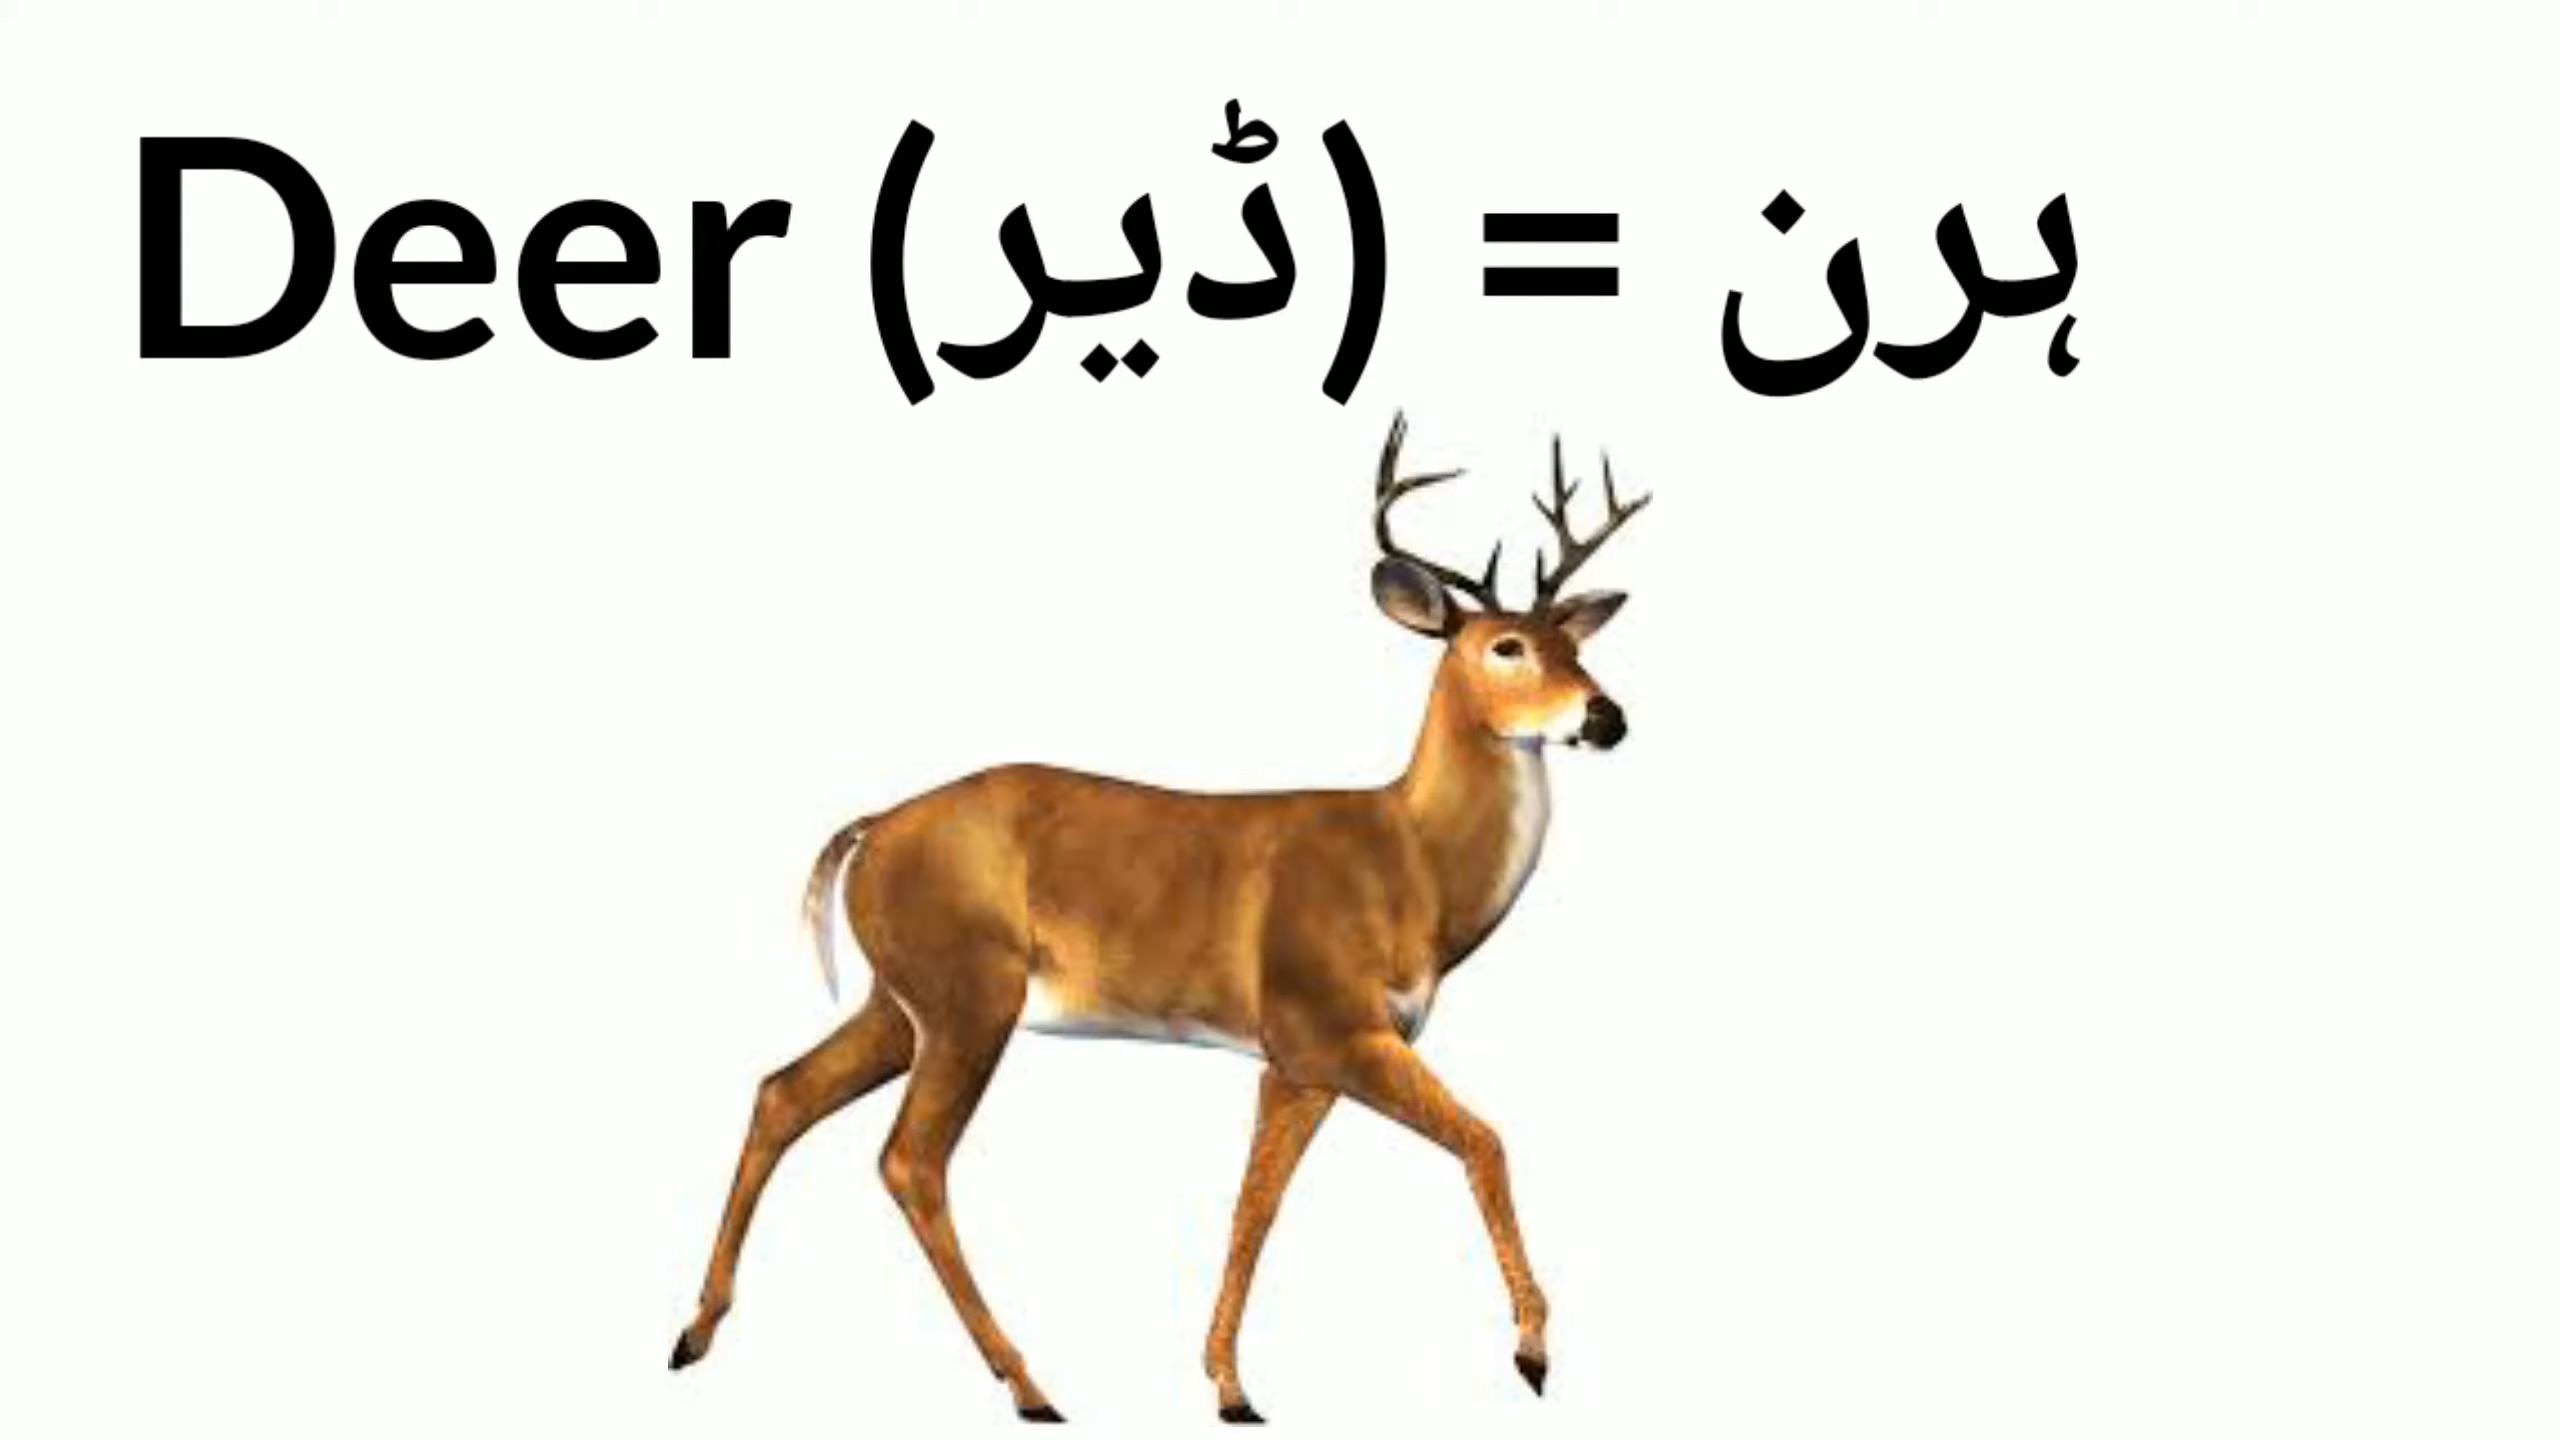 Deer (ڈیر) = ہرن